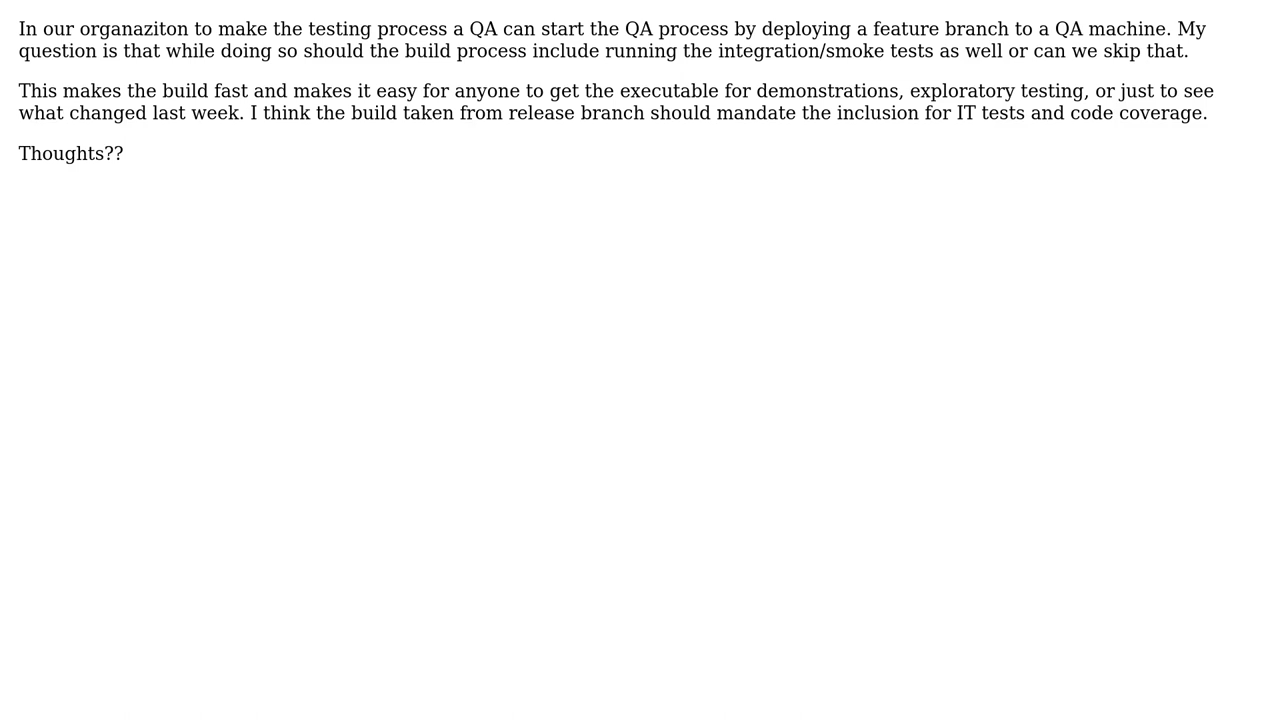 In our organaziton to make the testing process a QA can start the QA process by deploying a feature branch to a QA machine. My
question is that while doing so should the build process include running the integration/smoke tests as well or can we skip that.
This makes the build fast and makes it easy for anyone to get the executable for demonstrations, exploratory testing, or just to see
what changed last week. I think the build taken from release branch should mandate the inclusion for IT tests and code coverage.
Thoughts??